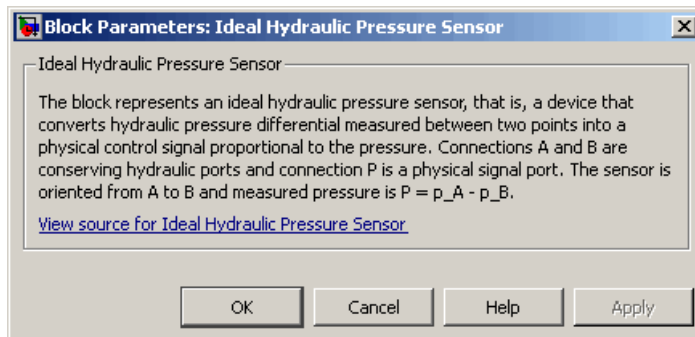 Block Parameters: Ideal Hydraulic Pressure Sensor
Ideal Hydraulic Pressure Sensor
The block represents an ideal hydraulic pressure sensor, that is, a device that
converts hydraulic pressure differential measured between two points into a
physical control signal proportional to the pressure. Connections A and B are
conserving hydraulic ports and connection P is a physical signal port. The sensor is
oriented from A to B and measured pressure is P = p_A - p_B.
View source for Ideal Hydraulic Pressure Sensor
OK Cancel Help Apply